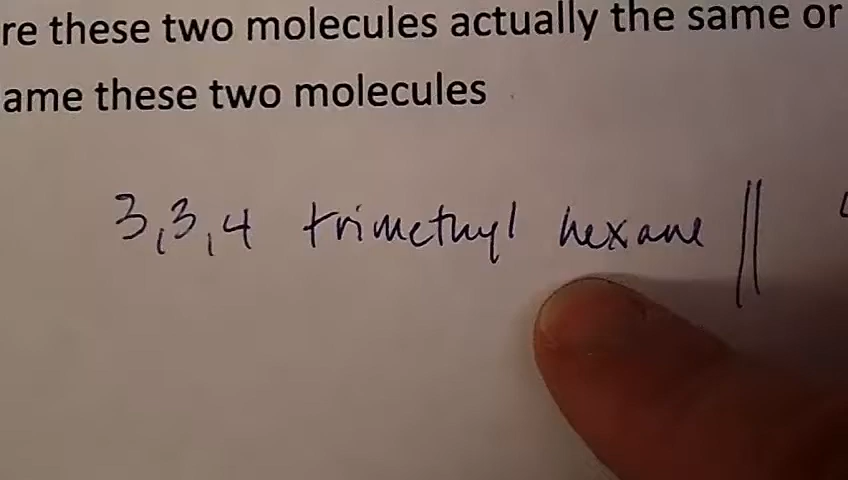 re these two molecules actually the same or
ame these two molecules
3,3,4 trimethyl hexane ||